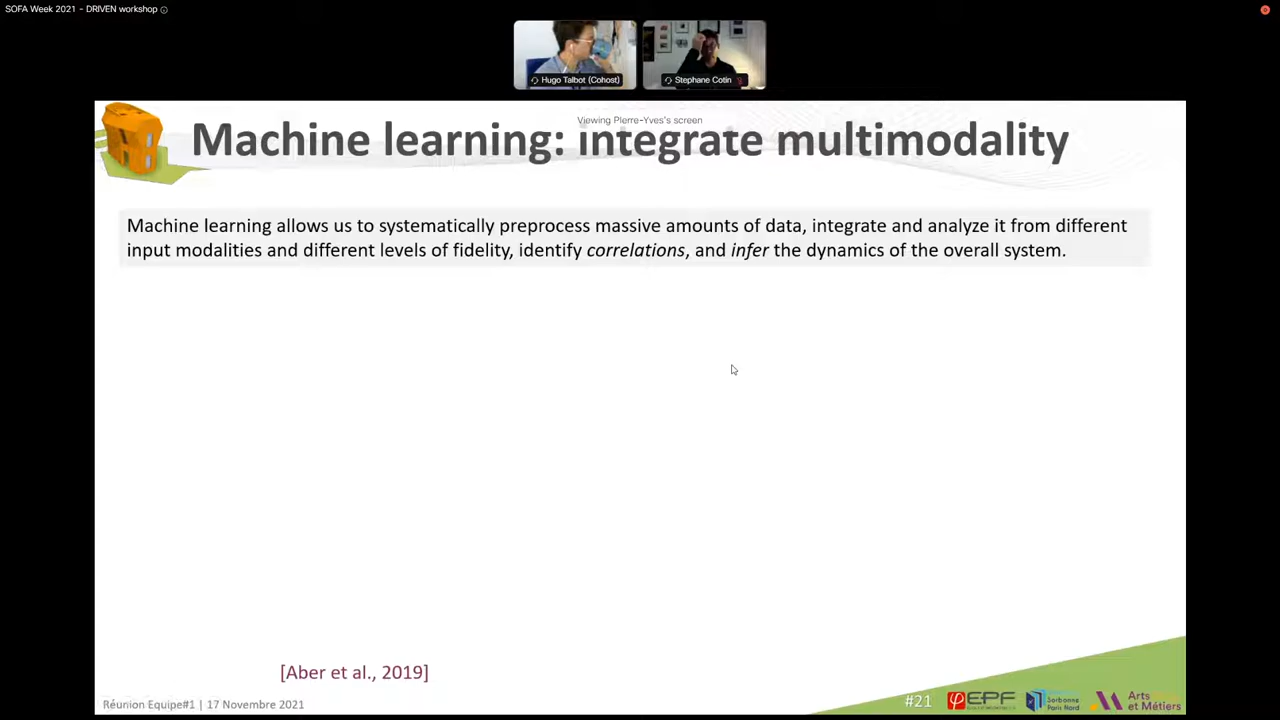 SOFA Week 2021 - DRIVEN workshop
Hugo Talbot (Cohost)
Stephane Cotin
Viewing Pierre-Yves's screen
Machine learning: integrate multimodality
Machine learning allows us to systematically preprocess massive amounts of data, integrate and analyze it from different
input modalities and different levels of fidelity, identify correlations, and infer the dynamics of the overall system.
[Aber et al., 2019]
Réunion Equipe#1 | 17 Novembre 2021
#21
EPF
Sorbonne
Paris Nord
Arts
et Métiers